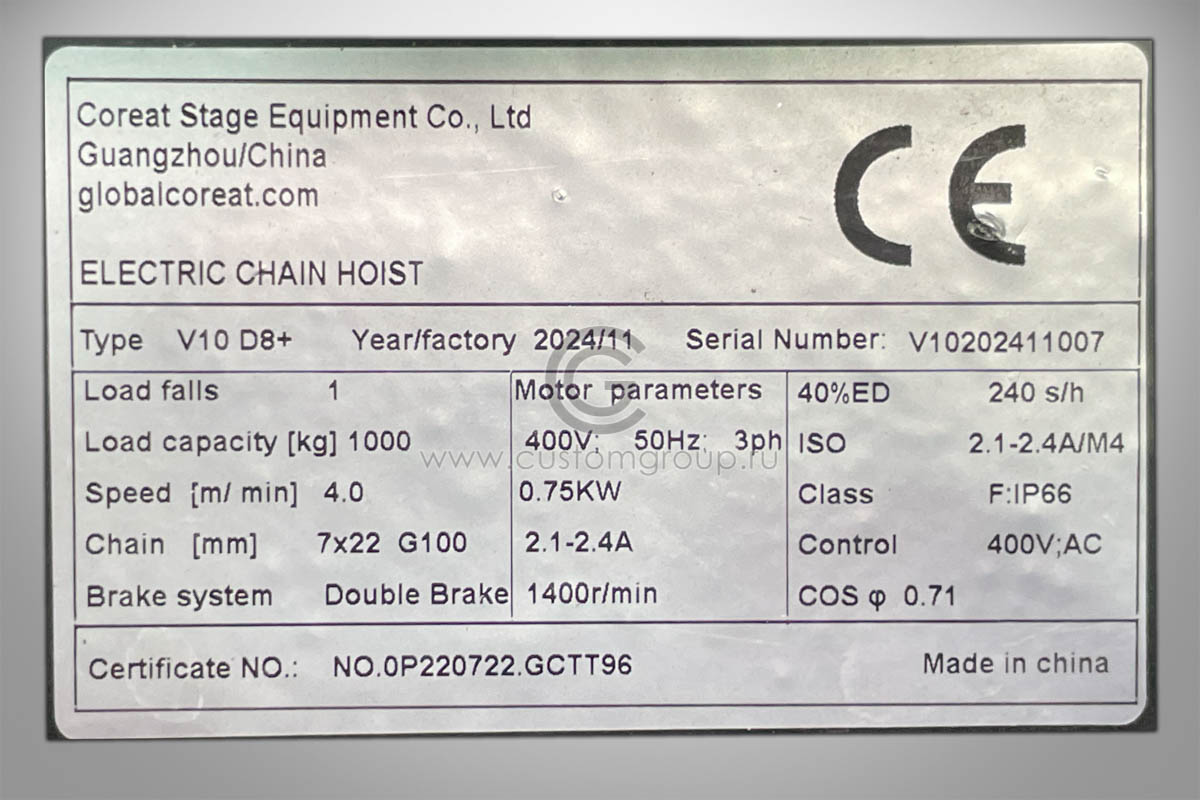 Coreat Stage Equipment Co., Ltd
Guangzhou/China
globalcoreat.com
CE
ELECTRIC CHAIN HOIST
Type V10 D8+ Year/factory 2024/11 Serial Number: V10202411007
Load falls 1
Load capacity [kg] 1000
Speed [m/ min] 4.0
Chain [mm] 7x22 G100
Brake system Double Brake
Motor parameters
400V; 50Hz; 3ph
0.75KW
2.1-2.4A
1400r/min
40%ED 240 s/h
ISO 2.1-2.4A/M4
Class F:IP66
Control 400V;AC
COS φ 0.71
www.customgroup.ru
Certificate NO.: NO.0P220722.GCTT96 Made in china